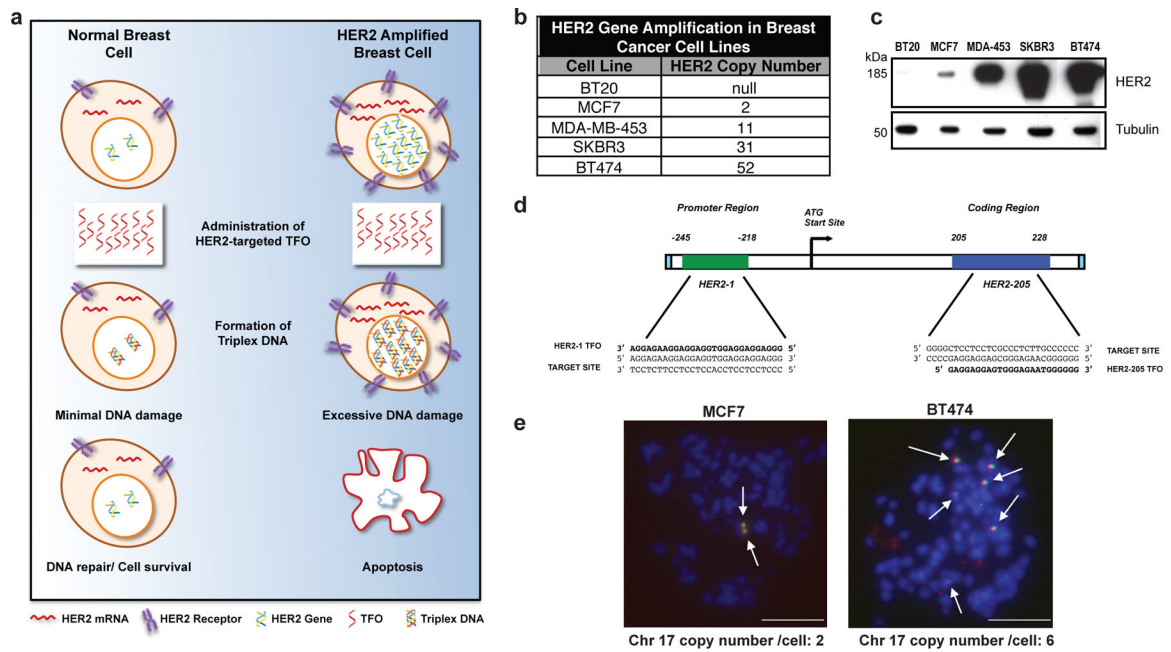 a
Normal Breast
Cell
HER2 Amplified
Breast Cell
Administration of
HER2-targeted TFO
Formation of
Triplex DNA
Minimal DNA damage
Excessive DNA damage
DNA repair/ Cell survival
Apoptosis
HER2 mRNA
HER2 Receptor
HER2 Gene
TFO
Triplex DNA
b
HER2 Gene Amplification in Breast
Cancer Cell Lines
Cell Line HER2 Copy Number
BT20 null
MCF7 2
MDA-MB-453 11
SKBR3 31
BT474 52
c
BT20 MCF7 MDA-453 SKBR3 BT474
kDa
185
HER2
50
Tubulin
d
Promoter Region
ATG
Start Site
Coding Region
-245 -218
205 228
HER2-1
HER2-205
HER2-1 TFO 3' AGGAGAAGGAGGAGGTGGAGGAGGAGGG 5'
5' AGGAGAAGGAGGAGGTGGAGGAGGAGGG 3'
TARGET SITE 3' TCCTCTTCCTCCTCCACCTCCTCCTCCC 5'
5' GGGGCTCCTCCTCGCCCTCTTGCCCCCC 3' TARGET SITE
3' CCCCGAGGAGGAGCGGGAGAACGGGGGG 5'
5' GAGGAGGAGTGGGAGAATGGGGGG 3' HER2-205 TFO
e
MCF7
BT474
Chr 17 copy number /cell: 2
Chr 17 copy number /cell: 6